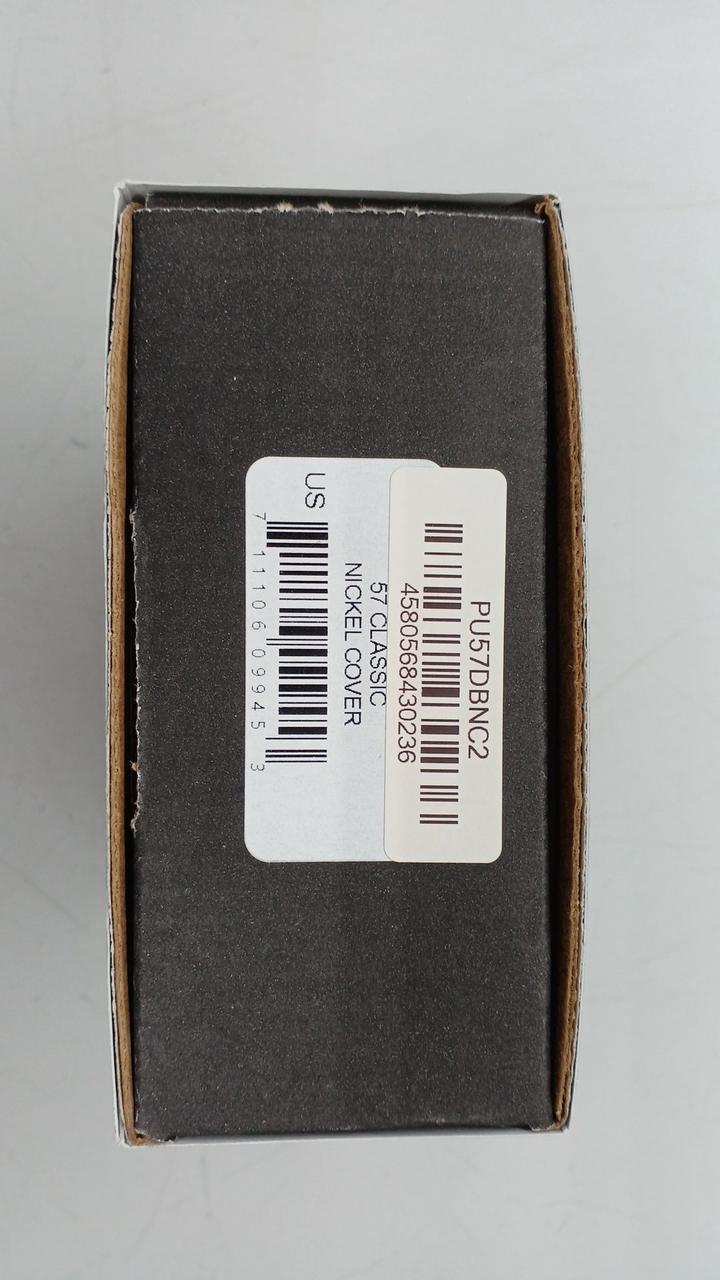 PU57DBNC2
4580568430236
57 CLASSIC
NICKEL COVER
US
7 11106 09945 3